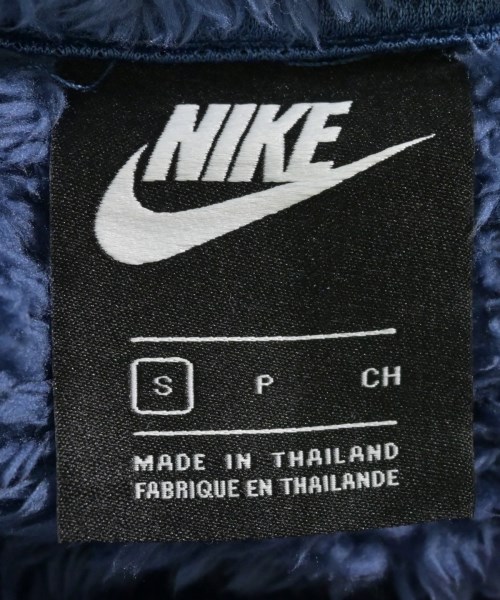 NIKE
S P CH
MADE IN THAILAND
FABRIQUE EN THAILANDE